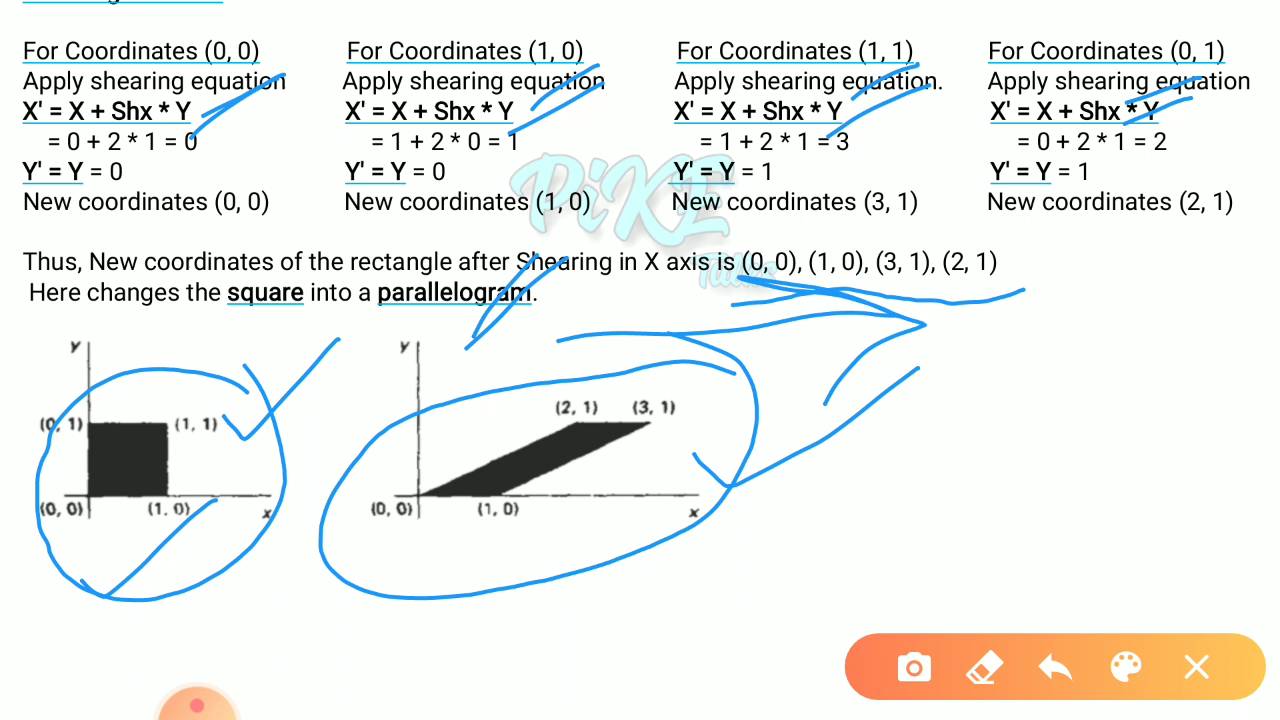 For Coordinates (0, 0)
Apply shearing equation
X' = X + Shx * Y
= 0 + 2 * 1 = 0
Y' = Y = 0
New coordinates (0, 0)
For Coordinates (1, 0)
Apply shearing equation
X' = X + Shx * Y
= 1 + 2 * 0 = 1
Y' = Y = 0
New coordinates (1, 0)
For Coordinates (1, 1)
Apply shearing equation.
X' = X + Shx * Y
= 1 + 2 * 1 = 3
Y' = Y = 1
New coordinates (3, 1)
For Coordinates (0, 1)
Apply shearing equation
X' = X + Shx * Y
= 0 + 2 * 1 = 2
Y' = Y = 1
New coordinates (2, 1)
PiKE
Thus, New coordinates of the rectangle after Shearing in X axis is (0, 0), (1, 0), (3, 1), (2, 1)
Here changes the square into a parallelogram.
Y
(0, 1) (1, 1)
(0, 0) (1, 0) x
Y
(2, 1) (3, 1)
(0, 0) (1, 0) x